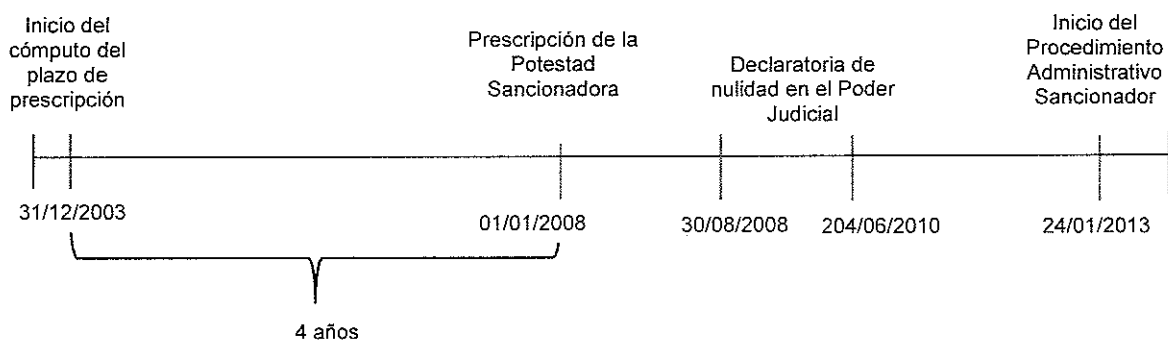 Inicio del
cómputo del
plazo de
prescripción
Prescripción de la
Potestad
Sancionadora
Declaratoria de
nulidad en el Poder
Judicial
Inicio del
Procedimiento
Administrativo
Sancionador
31/12/2003
01/01/2008
30/08/2008
204/06/2010
24/01/2013
4 años